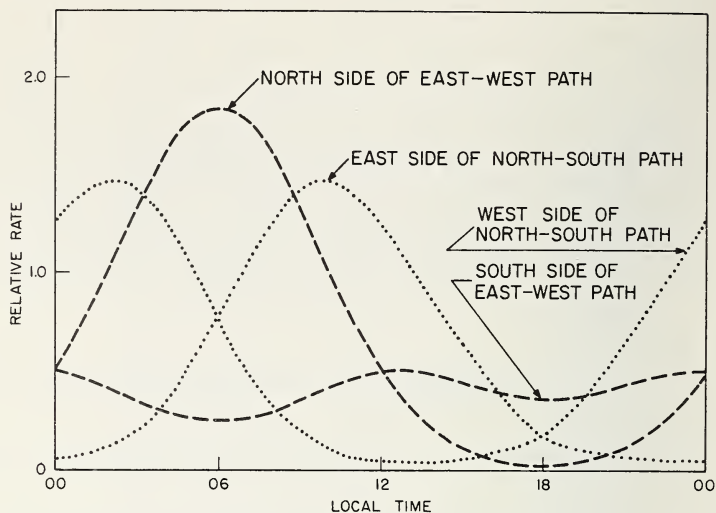 2.0
NORTH SIDE OF EAST-WEST PATH
EAST SIDE OF NORTH-SOUTH PATH
WEST SIDE OF
NORTH-SOUTH PATH
SOUTH SIDE OF
EAST-WEST PATH
RELATIVE RATE
1.0
0
00 06 12 18 00
LOCAL TIME